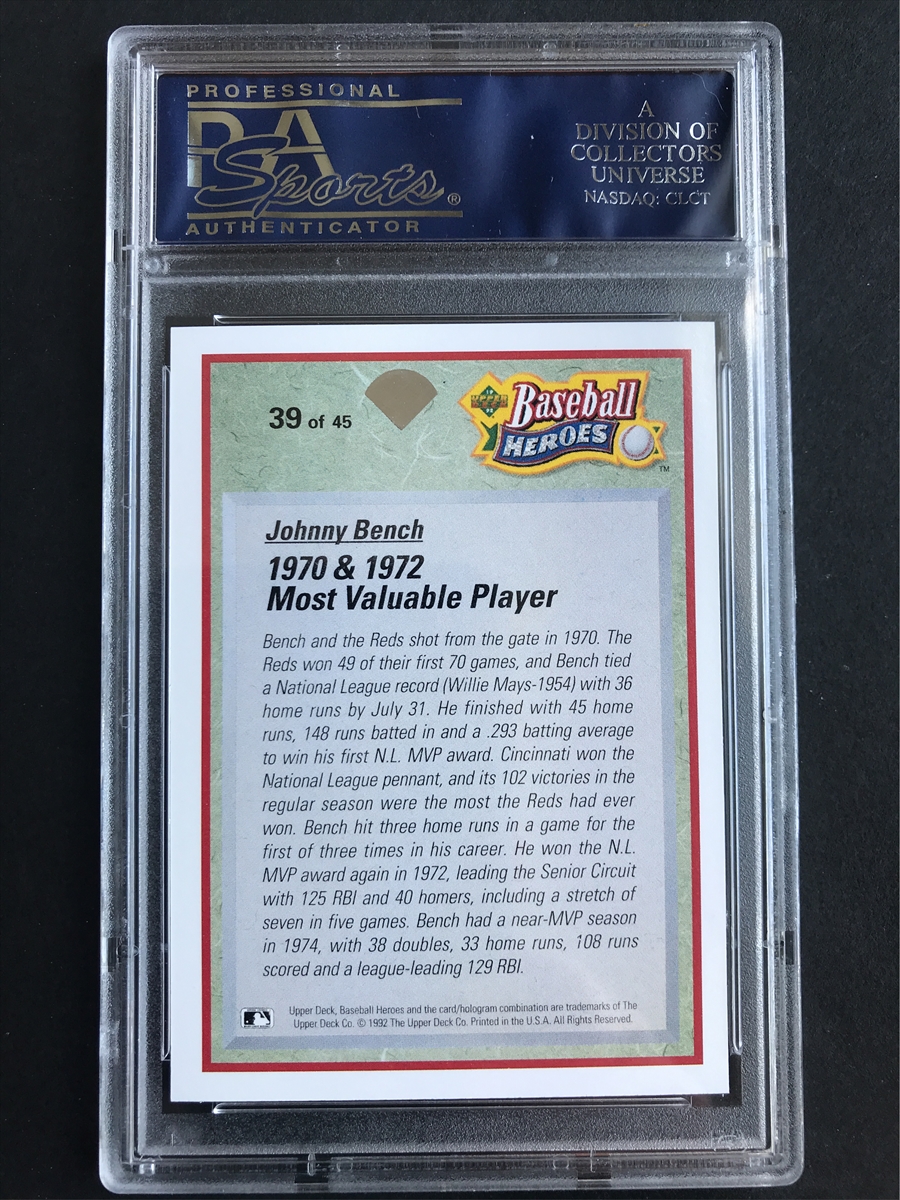 PROFESSIONAL
PSA
Sports®
AUTHENTICATOR
A
DIVISION OF
COLLECTORS
UNIVERSE
NASDAQ: CLCT
39 of 45
UPPER
DECK
Baseball
HEROES
TM
Johnny Bench
1970 & 1972
Most Valuable Player
Bench and the Reds shot from the gate in 1970. The
Reds won 49 of their first 70 games, and Bench tied
a National League record (Willie Mays-1954) with 36
home runs by July 31. He finished with 45 home
runs, 148 runs batted in and a .293 batting average
to win his first N.L. MVP award. Cincinnati won the
National League pennant, and its 102 victories in the
regular season were the most the Reds had ever
won. Bench hit three home runs in a game for the
first of three times in his career. He won the N.L.
MVP award again in 1972, leading the Senior Circuit
with 125 RBI and 40 homers, including a stretch of
seven in five games. Bench had a near-MVP season
in 1974, with 38 doubles, 33 home runs, 108 runs
scored and a league-leading 129 RBI.
Upper Deck, Baseball Heroes and the card/hologram combination are trademarks of The
Upper Deck Co. © 1992 The Upper Deck Co. Printed in the U.S.A. All Rights Reserved.